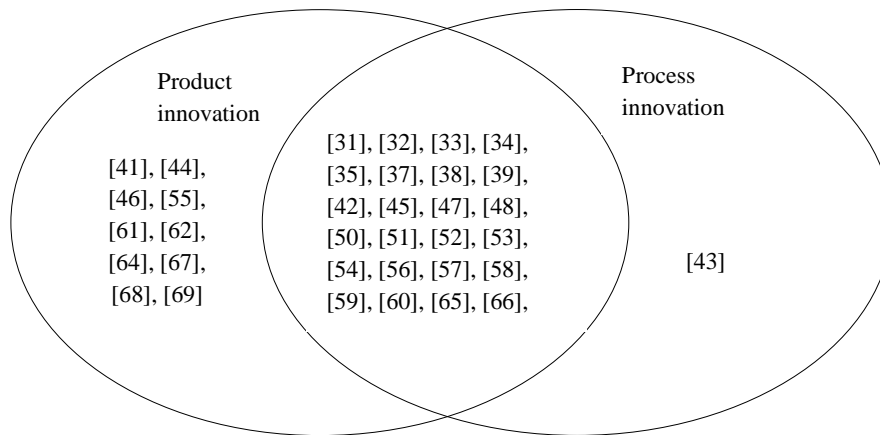 Product
innovation
[41], [44],
[46], [55],
[61], [62],
[64], [67],
[68], [69]
[31], [32], [33], [34],
[35], [37], [38], [39],
[42], [45], [47], [48],
[50], [51], [52], [53],
[54], [56], [57], [58],
[59], [60], [65], [66],
Process
innovation
[43]